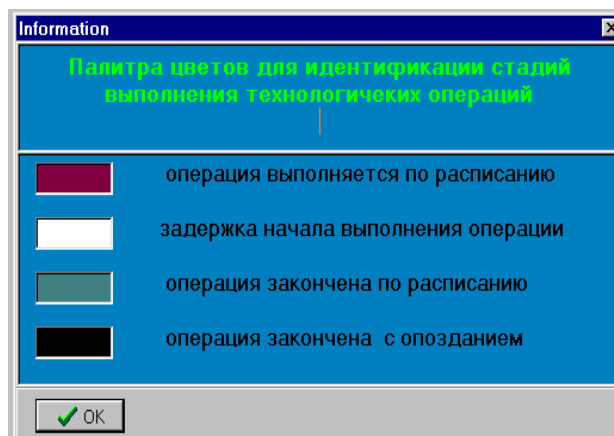 Information
Палитра цветов для идентификации стадий
выполнения технологичеких операций
операция выполняется по расписанию
задержка начала выполнения операции
операция закончена по расписанию
операция закончена с опозданием
OK